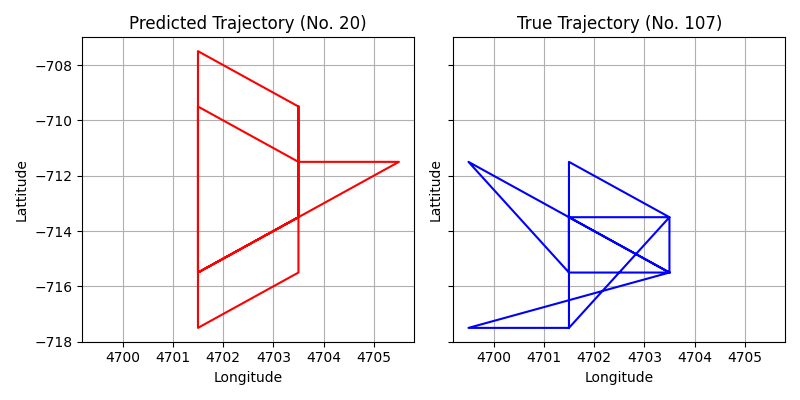 Predicted Trajectory (No. 20)
True Trajectory (No. 107)
Lattitude
−708
−710
−712
−714
−716
−718
4700 4701 4702 4703 4704 4705
Longitude
Lattitude
4700 4701 4702 4703 4704 4705
Longitude